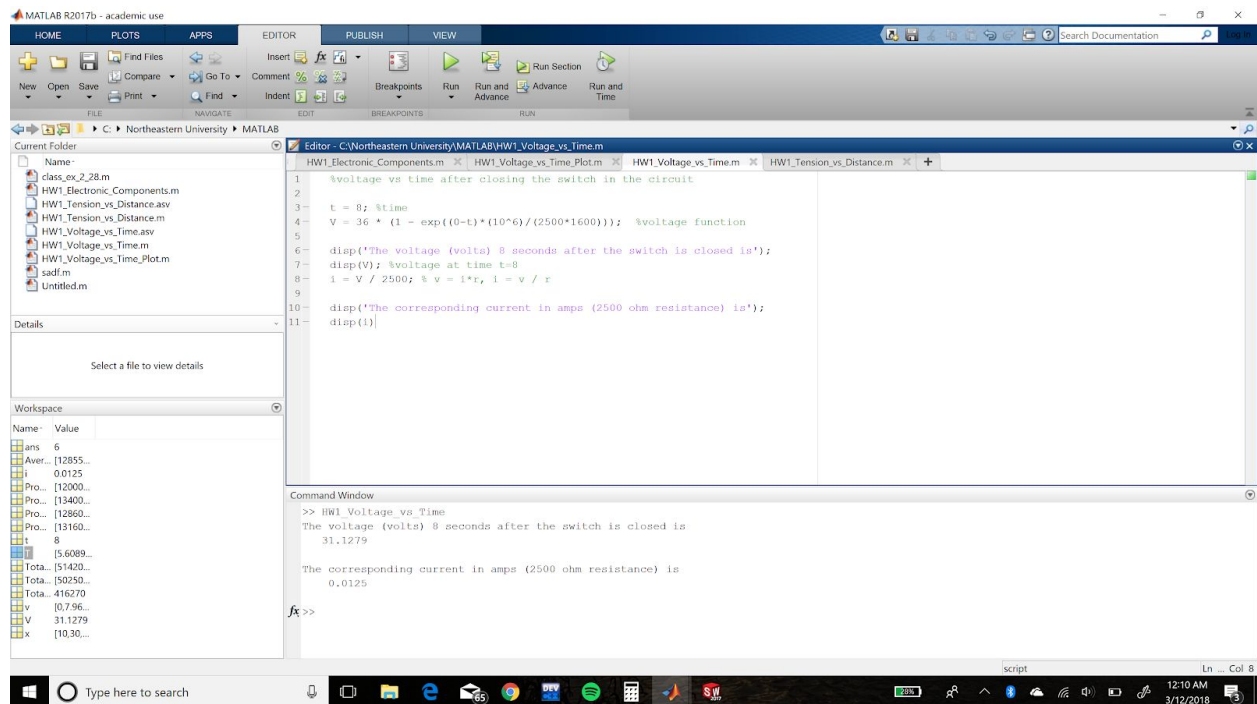 MATLAB R2017b - academic use
HOME PLOTS APPS EDITOR PUBLISH VIEW
Search Documentation
Log In
New Open Save
Find Files
Compare
Print
Go To
Find
Insert
Comment
Indent
Breakpoints
Run
Run and Advance
Run Section
Advance
Run and Time
FILE NAVIGATE EDIT BREAKPOINTS RUN
C: Northeastern University MATLAB
Current Folder
Name
class_ex_2_28.m
HW1_Electronic_Components.m
HW1_Tension_vs_Distance.asv
HW1_Tension_vs_Distance.m
HW1_Voltage_vs_Time.asv
HW1_Voltage_vs_Time.m
HW1_Voltage_vs_Time_Plot.m
sadf.m
Untitled.m
Details
Select a file to view details
Workspace
Name Value
ans 6
Aver... [12855...
i 0.0125
Pro... [12000...
Pro... [13400...
Pro... [12860...
Pro... [13160...
t 8
T [5.6089...
Tota... [51420...
Tota... [50250...
Tota... 416270
v [0,7.96...
V 31.1279
x [10,30,...
Editor - C:\Northeastern University\MATLAB\HW1_Voltage_vs_Time.m
HW1_Electronic_Components.m HW1_Voltage_vs_Time_Plot.m HW1_Voltage_vs_Time.m HW1_Tension_vs_Distance.m
1 %voltage vs time after closing the switch in the circuit
2
3 t = 8; %time
4 V = 36 * (1 - exp((0-t)*(10^6)/(2500*1600))); %voltage function
5
6 disp('The voltage (volts) 8 seconds after the switch is closed is');
7 disp(V); %voltage at time t=8
8 i = V / 2500; % v = i*r, i = v / r
9
10 disp('The corresponding current in amps (2500 ohm resistance) is');
11 disp(i)
Command Window
>> HW1_Voltage_vs_Time
The voltage (volts) 8 seconds after the switch is closed is
31.1279
The corresponding current in amps (2500 ohm resistance) is
0.0125
fx >>
script Ln ... Col 8
Type here to search
65
DEV
SW
2017
28%
12:10 AM
3/12/2018
3